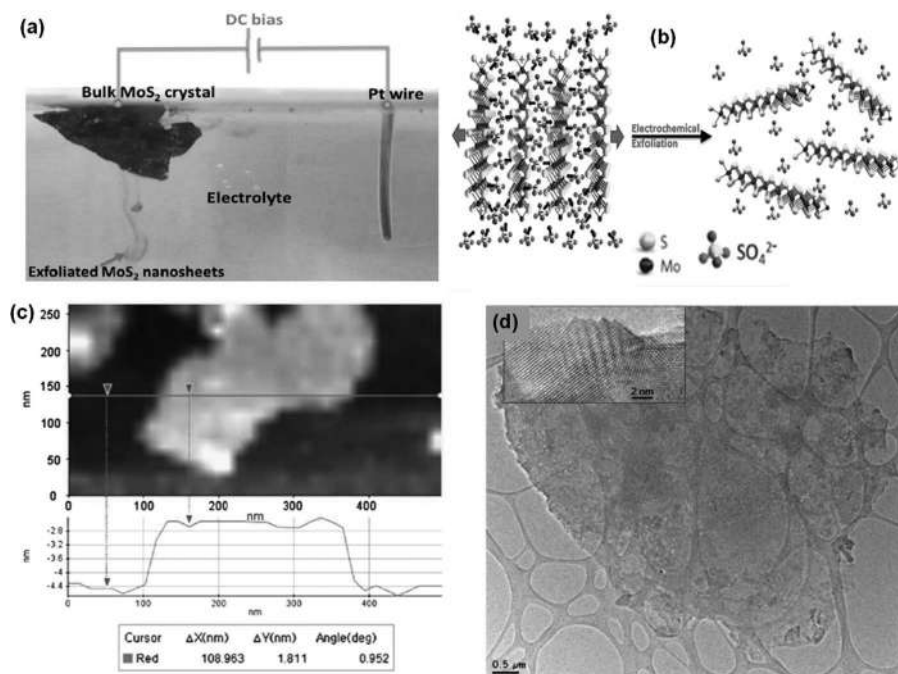 (a)
DC bias
Bulk MoS₂ crystal
Pt wire
Electrolyte
Exfoliated MoS₂ nanosheets
(b)
Electrochemical
Exfoliation
S
Mo
SO₄²⁻
(c)
nm
250
200
150
100
50
0
0 100 200 300 400
nm
nm
-2.8
-3.2
-3.6
-4
-4.4
0 100 200 300 400
nm
Cursor ΔX(nm) ΔY(nm) Angle(deg)
Red 108.963 1.811 0.952
(d)
2 nm
0.5 µm